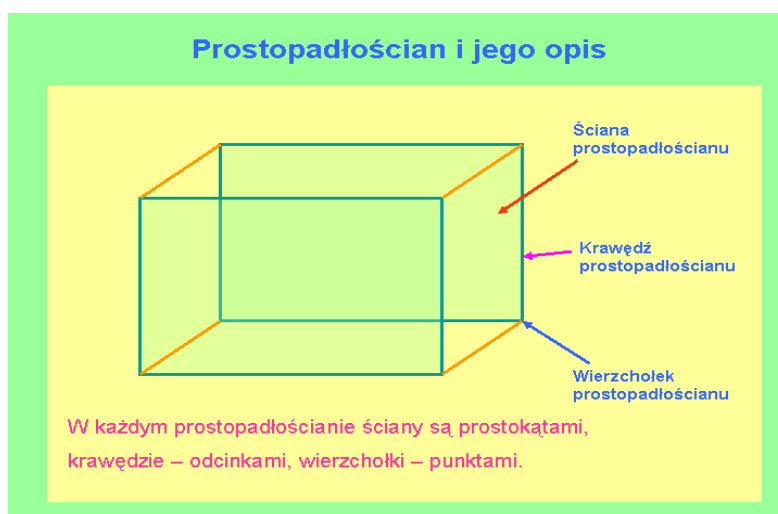 Prostopadłościan i jego opis
Ściana
prostopadłościanu
Krawędź
prostopadłościanu
Wierzchołek
prostopadłościanu
W każdym prostopadłościanie ściany są prostokątami,
krawędzie – odcinkami, wierzchołki – punktami.